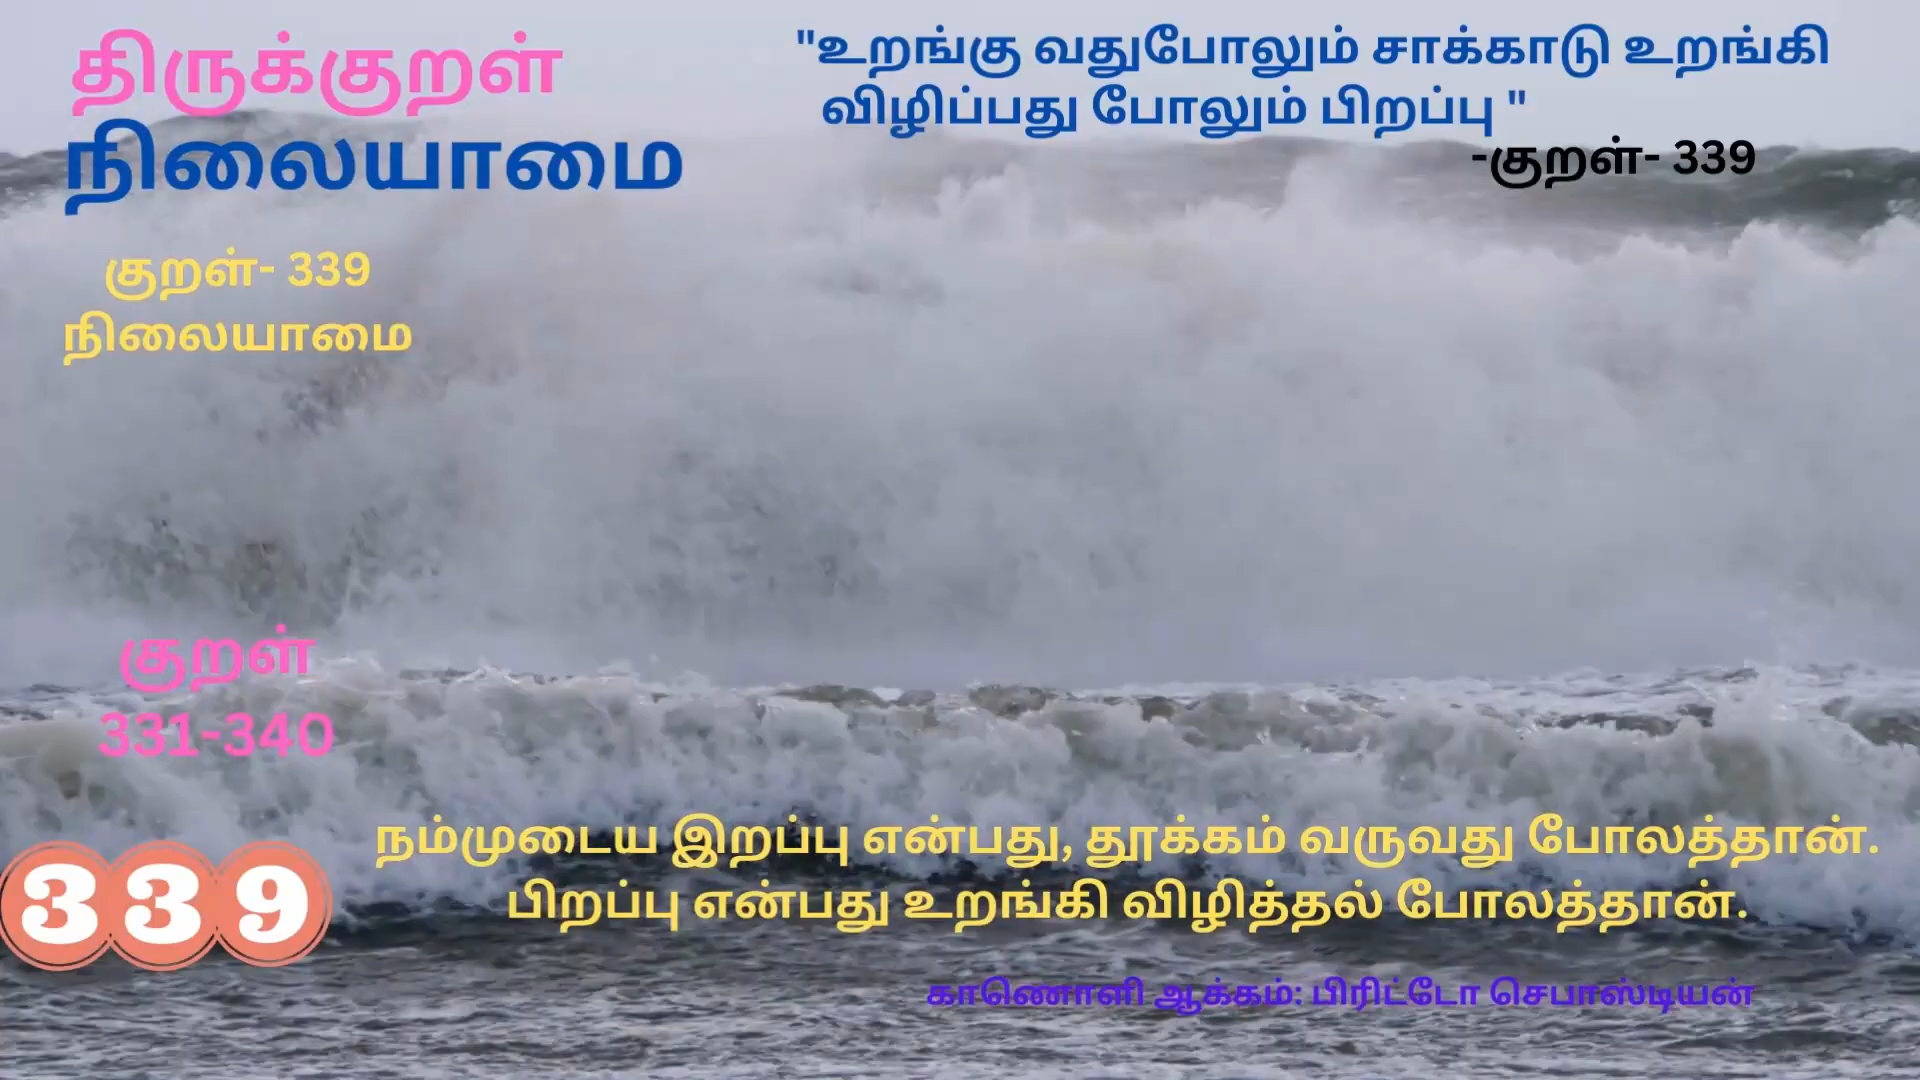 திருக்குறள்
நிலையாமை
"உறங்கு வதுபோலும் சாக்காடு உறங்கி
விழிப்பது போலும் பிறப்பு "
-குறள்- 339
குறள்- 339
நிலையாமை
குறள்
331-340
339
நம்முடைய இறப்பு என்பது, தூக்கம் வருவது போலத்தான்.
பிறப்பு என்பது உறங்கி விழித்தல் போலத்தான்.
காணொளி ஆக்கம்: பிரிட்டோ செபாஸ்டியன்